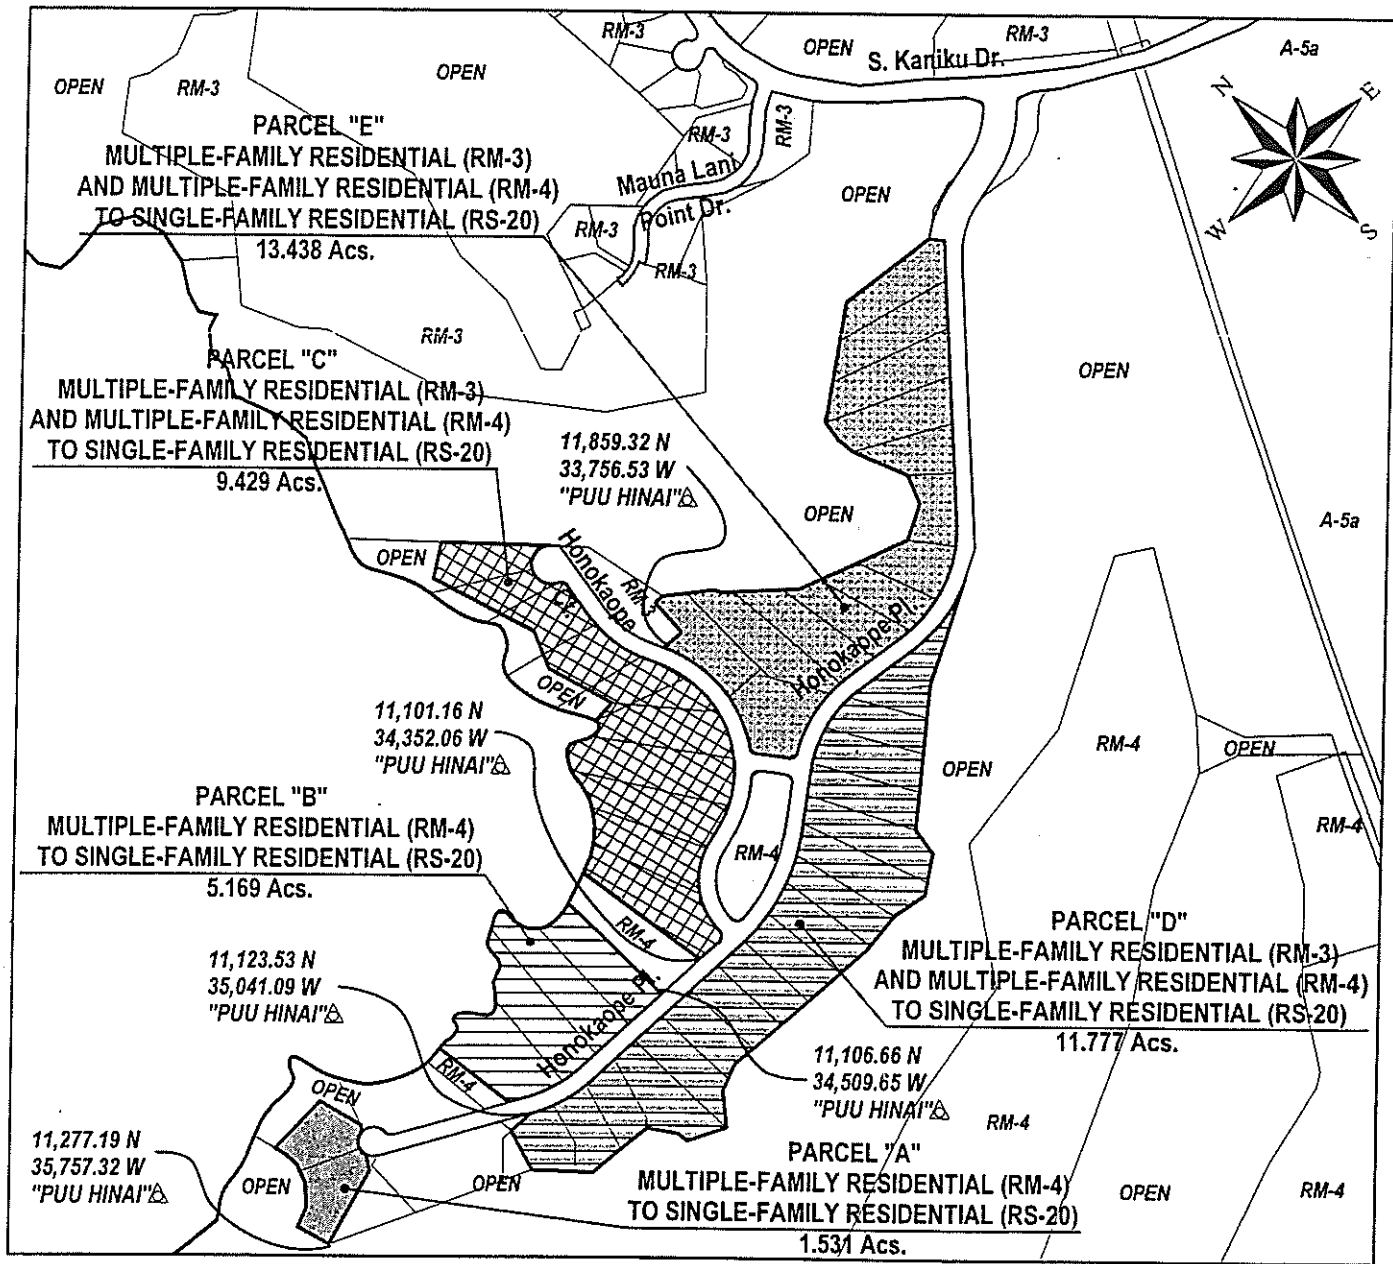 RM-3
OPEN
RM-3
S. Kaniku Dr.
A-5a
OPEN
RM-3
OPEN
N
E
W
S
PARCEL "E"
MULTIPLE-FAMILY RESIDENTIAL (RM-3)
AND MULTIPLE-FAMILY RESIDENTIAL (RM-4)
TO SINGLE-FAMILY RESIDENTIAL (RS-20)
13.438 Acs.
RM-3
RM-3
Mauna Lani
Point Dr.
OPEN
RM-3
RM-3
RM-3
OPEN
PARCEL "C"
MULTIPLE-FAMILY RESIDENTIAL (RM-3)
AND MULTIPLE-FAMILY RESIDENTIAL (RM-4)
TO SINGLE-FAMILY RESIDENTIAL (RS-20)
9.429 Acs.
11,859.32 N
33,756.53 W
"PUU HINAI"
OPEN
A-5a
OPEN
Honokaope
Ct.
RM-3
Honokaope Pl.
OPEN
11,101.16 N
34,352.06 W
"PUU HINAI"
RM-4
OPEN
OPEN
RM-4
RM-4
PARCEL "B"
MULTIPLE-FAMILY RESIDENTIAL (RM-4)
TO SINGLE-FAMILY RESIDENTIAL (RS-20)
5.169 Acs.
RM-4
PARCEL "D"
MULTIPLE-FAMILY RESIDENTIAL (RM-3)
AND MULTIPLE-FAMILY RESIDENTIAL (RM-4)
TO SINGLE-FAMILY RESIDENTIAL (RS-20)
11.777 Acs.
11,123.53 N
35,041.09 W
"PUU HINAI"
Honokaope Pl.
RM-4
11,106.66 N
34,509.65 W
"PUU HINAI"
OPEN
RM-4
11,277.19 N
35,757.32 W
"PUU HINAI"
OPEN
OPEN
PARCEL "A"
MULTIPLE-FAMILY RESIDENTIAL (RM-4)
TO SINGLE-FAMILY RESIDENTIAL (RS-20)
1.531 Acs.
OPEN
RM-4